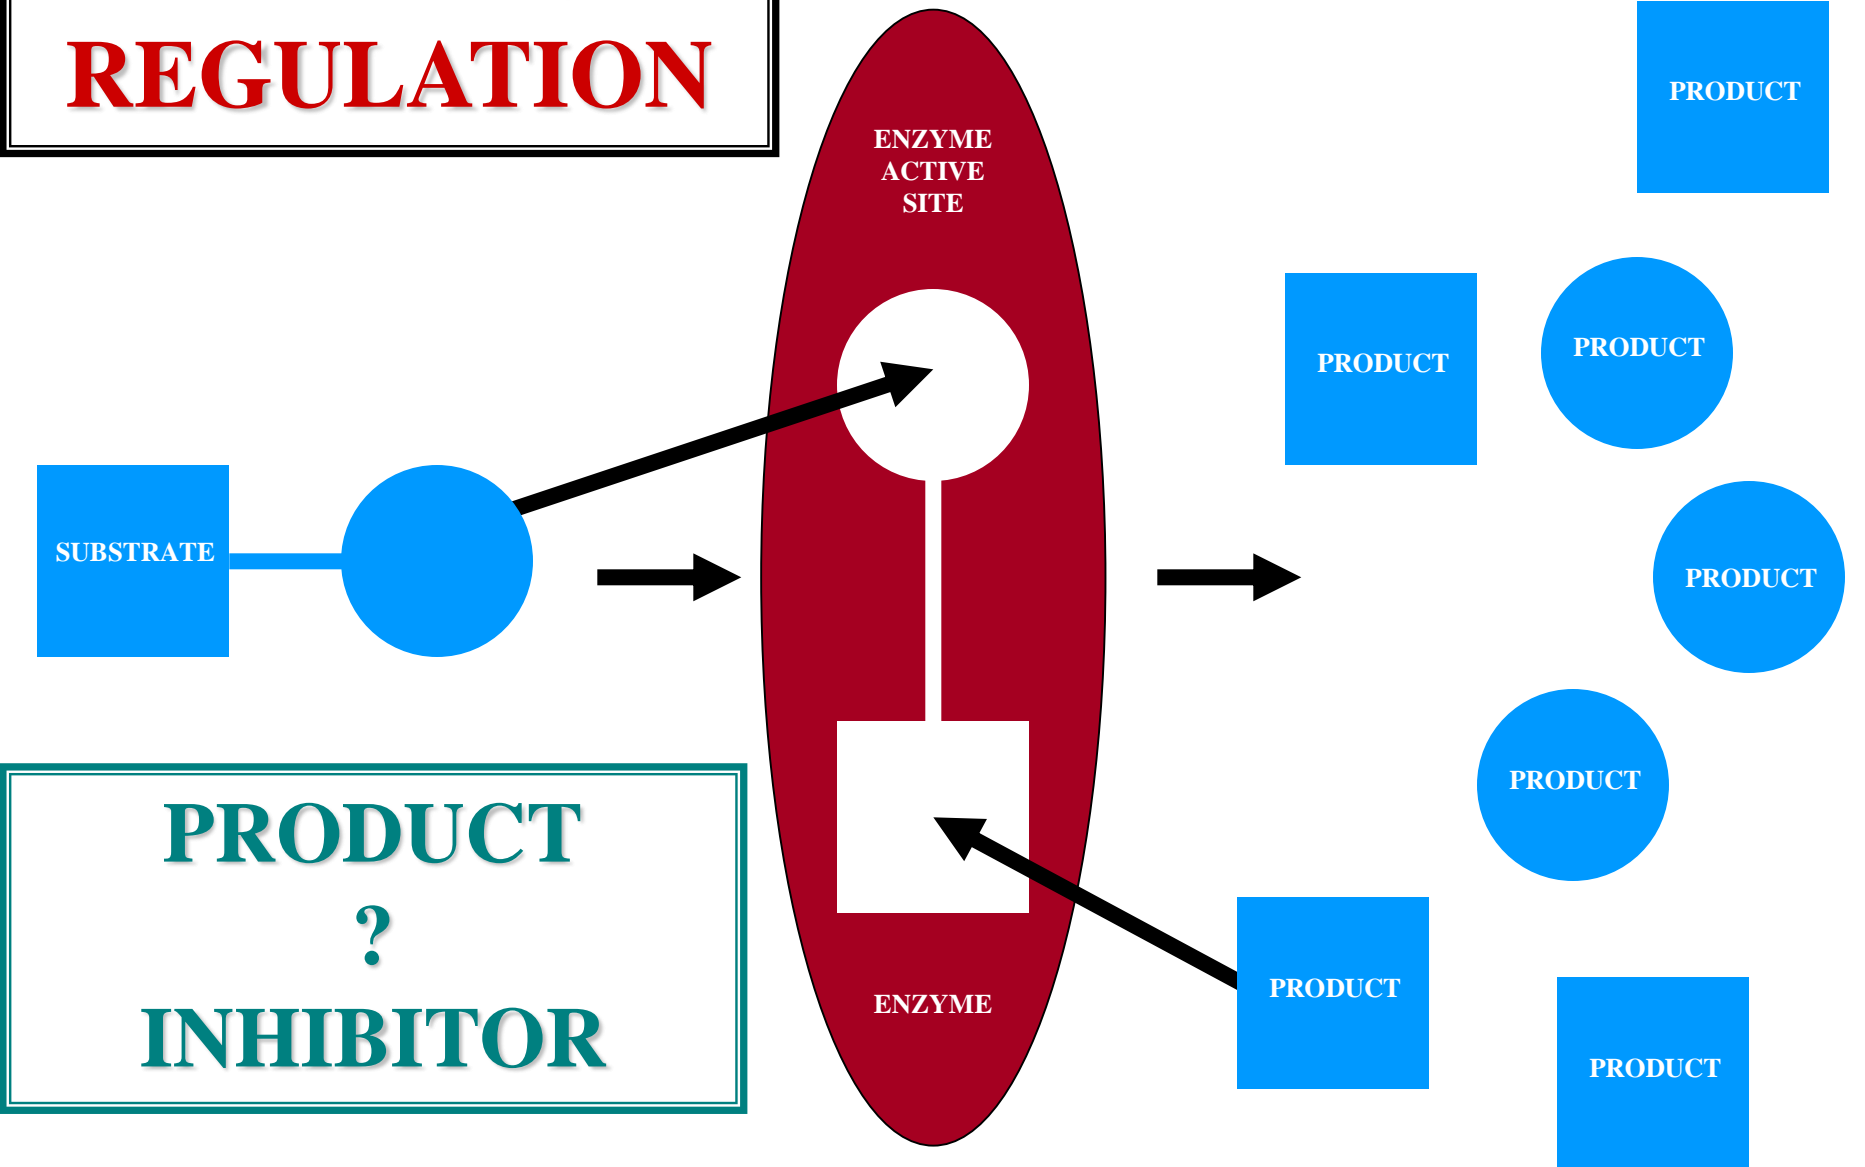 REGULATION
ENZYME
ACTIVE
SITE
PRODUCT
PRODUCT
PRODUCT
SUBSTRATE
PRODUCT
PRODUCT
PRODUCT
?
INHIBITOR
ENZYME
PRODUCT
PRODUCT